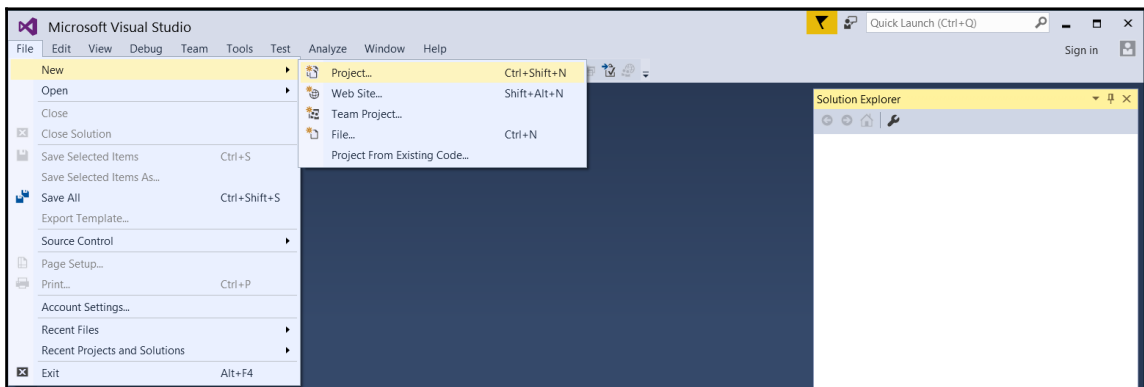 Microsoft Visual Studio
Quick Launch (Ctrl+Q)
File Edit View Debug Team Tools Test Analyze Window Help
Sign in
New
Project... Ctrl+Shift+N
Open
Web Site... Shift+Alt+N
Solution Explorer
Close
Team Project...
Close Solution
File... Ctrl+N
Save Selected Items Ctrl+S
Project From Existing Code...
Save Selected Items As...
Save All Ctrl+Shift+S
Export Template...
Source Control
Page Setup...
Print... Ctrl+P
Account Settings...
Recent Files
Recent Projects and Solutions
Exit Alt+F4